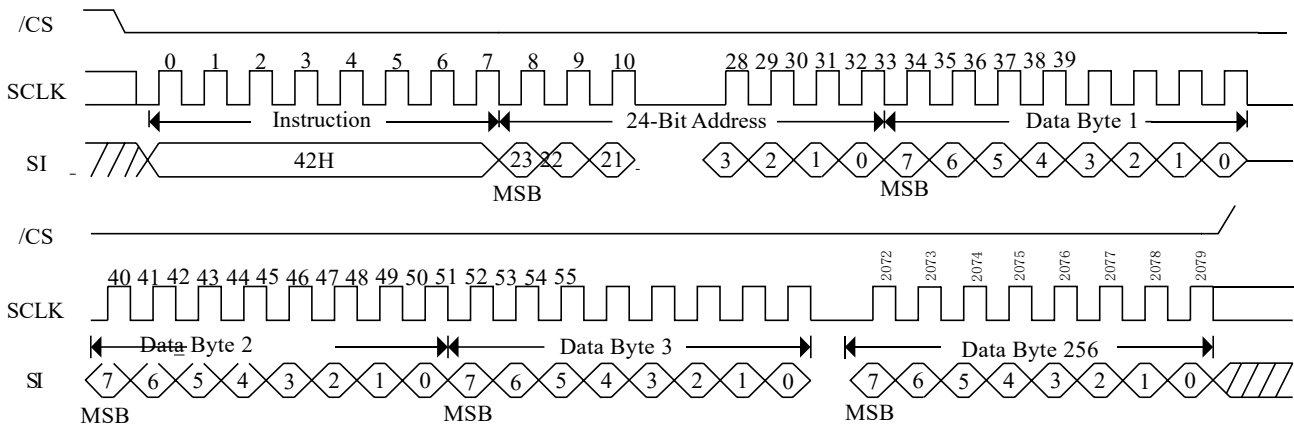 /CS
0 1 2 3 4 5 6 7 8 9 10 28 29 30 31 32 33 34 35 36 37 38 39
SCLK
Instruction 24-Bit Address Data Byte 1
SI 42H 23 22 21 3 2 1 0 7 6 5 4 3 2 1 0
MSB MSB
/CS
40 41 42 43 44 45 46 47 48 49 50 51 52 53 54 55 2072 2073 2074 2075 2076 2077 2078 2079
SCLK
Data Byte 2 Data Byte 3 Data Byte 256
SI 7 6 5 4 3 2 1 0 7 6 5 4 3 2 1 0 7 6 5 4 3 2 1 0
MSB MSB MSB